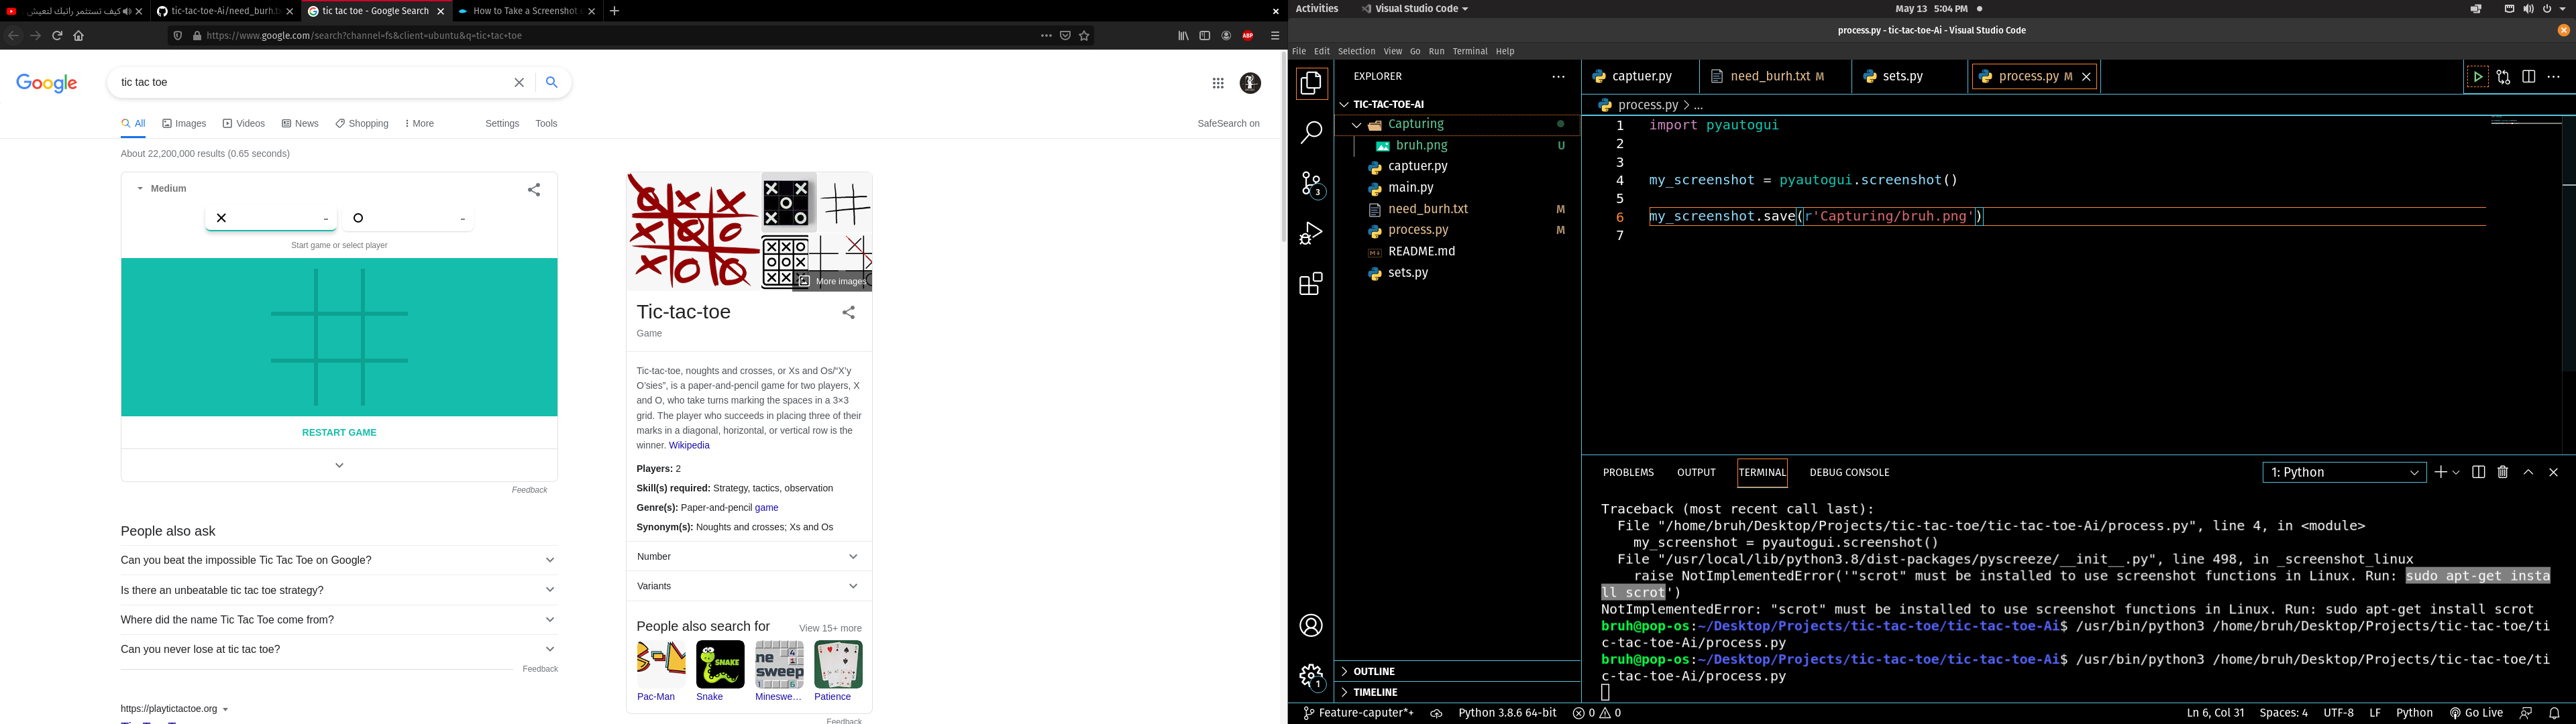 كيف تستثمر راتبك لتعيش
tic-tac-toe-Ai/need_burh.tx
tic tac toe - Google Search
How to Take a Screenshot
https://www.google.com/search?channel=fs&client=ubuntu&q=tic+tac+toe
ABP
Google
tic tac toe
All Images Videos News Shopping More Settings Tools SafeSearch on
About 22,200,000 results (0.65 seconds)
Medium
X - O -
Start game or select player
RESTART GAME
Feedback
People also ask
Can you beat the impossible Tic Tac Toe on Google?
Is there an unbeatable tic tac toe strategy?
Where did the name Tic Tac Toe come from?
Can you never lose at tic tac toe?
Feedback
https://playtictactoe.org
More images
Tic-tac-toe
Game
Tic-tac-toe, noughts and crosses, or Xs and Os/“X’y
O’sies”, is a paper-and-pencil game for two players, X
and O, who take turns marking the spaces in a 3×3
grid. The player who succeeds in placing three of their
marks in a diagonal, horizontal, or vertical row is the
winner. Wikipedia
Players: 2
Skill(s) required: Strategy, tactics, observation
Genre(s): Paper-and-pencil game
Synonym(s): Noughts and crosses; Xs and Os
Number
Variants
People also search for View 15+ more
SNAKE
Pac-Man Snake Mineswe... Patience
Feedback
Activities Visual Studio Code May 13 5:04 PM
process.py - tic-tac-toe-Ai - Visual Studio Code
File Edit Selection View Go Run Terminal Help
EXPLORER
TIC-TAC-TOE-AI
Capturing
bruh.png U
captuer.py
main.py
need_burh.txt M
process.py M
README.md
sets.py
OUTLINE
TIMELINE
3
1
captuer.py need_burh.txt M sets.py process.py M
process.py > ...
1 import pyautogui
2
3
4 my_screenshot = pyautogui.screenshot()
5
6 my_screenshot.save(r'Capturing/bruh.png')
7
PROBLEMS OUTPUT TERMINAL DEBUG CONSOLE 1: Python
Traceback (most recent call last):
File "/home/bruh/Desktop/Projects/tic-tac-toe/tic-tac-toe-Ai/process.py", line 4, in <module>
my_screenshot = pyautogui.screenshot()
File "/usr/local/lib/python3.8/dist-packages/pyscreeze/__init__.py", line 498, in _screenshot_linux
raise NotImplementedError('"scrot" must be installed to use screenshot functions in Linux. Run: sudo apt-get insta
ll scrot')
NotImplementedError: "scrot" must be installed to use screenshot functions in Linux. Run: sudo apt-get install scrot
bruh@pop-os:~/Desktop/Projects/tic-tac-toe/tic-tac-toe-Ai$ /usr/bin/python3 /home/bruh/Desktop/Projects/tic-tac-toe/ti
c-tac-toe-Ai/process.py
bruh@pop-os:~/Desktop/Projects/tic-tac-toe/tic-tac-toe-Ai$ /usr/bin/python3 /home/bruh/Desktop/Projects/tic-tac-toe/ti
c-tac-toe-Ai/process.py
Feature-caputer*+ Python 3.8.6 64-bit 0 0 Ln 6, Col 31 Spaces: 4 UTF-8 LF Python Go Live